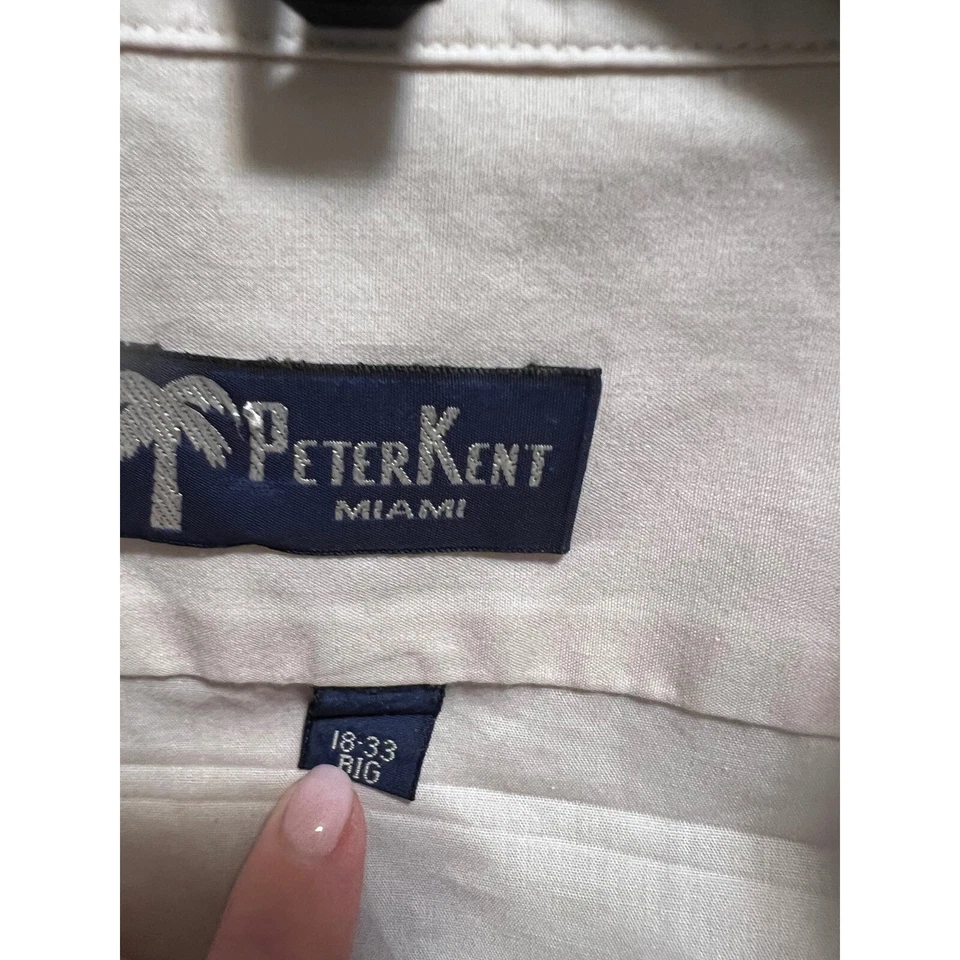 PETERKENT
MIAMI
18-33
BIG